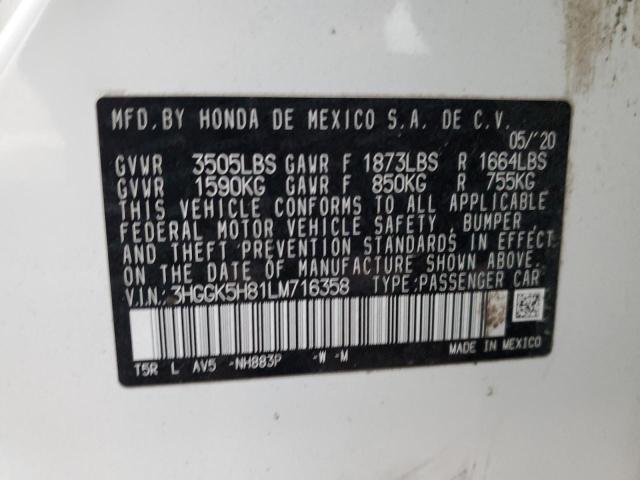 MFD. BY HONDA DE MEXICO S.A. DE C.V.
05/'20
GVWR 3505LBS GAWR F 1873LBS R 1664LBS
GVWR 1590KG GAWR F 850KG R 755KG
THIS VEHICLE CONFORMS TO ALL APPLICABLE
FEDERAL MOTOR VEHICLE SAFETY, BUMPER,
AND THEFT PREVENTION STANDARDS IN EFFECT
ON THE DATE OF MANUFACTURE SHOWN ABOVE.
V.I.N.: 3HGGK5H81LM716358 TYPE:PASSENGER CAR
T5R L AV5 -NH883P -W -M MADE IN MEXICO